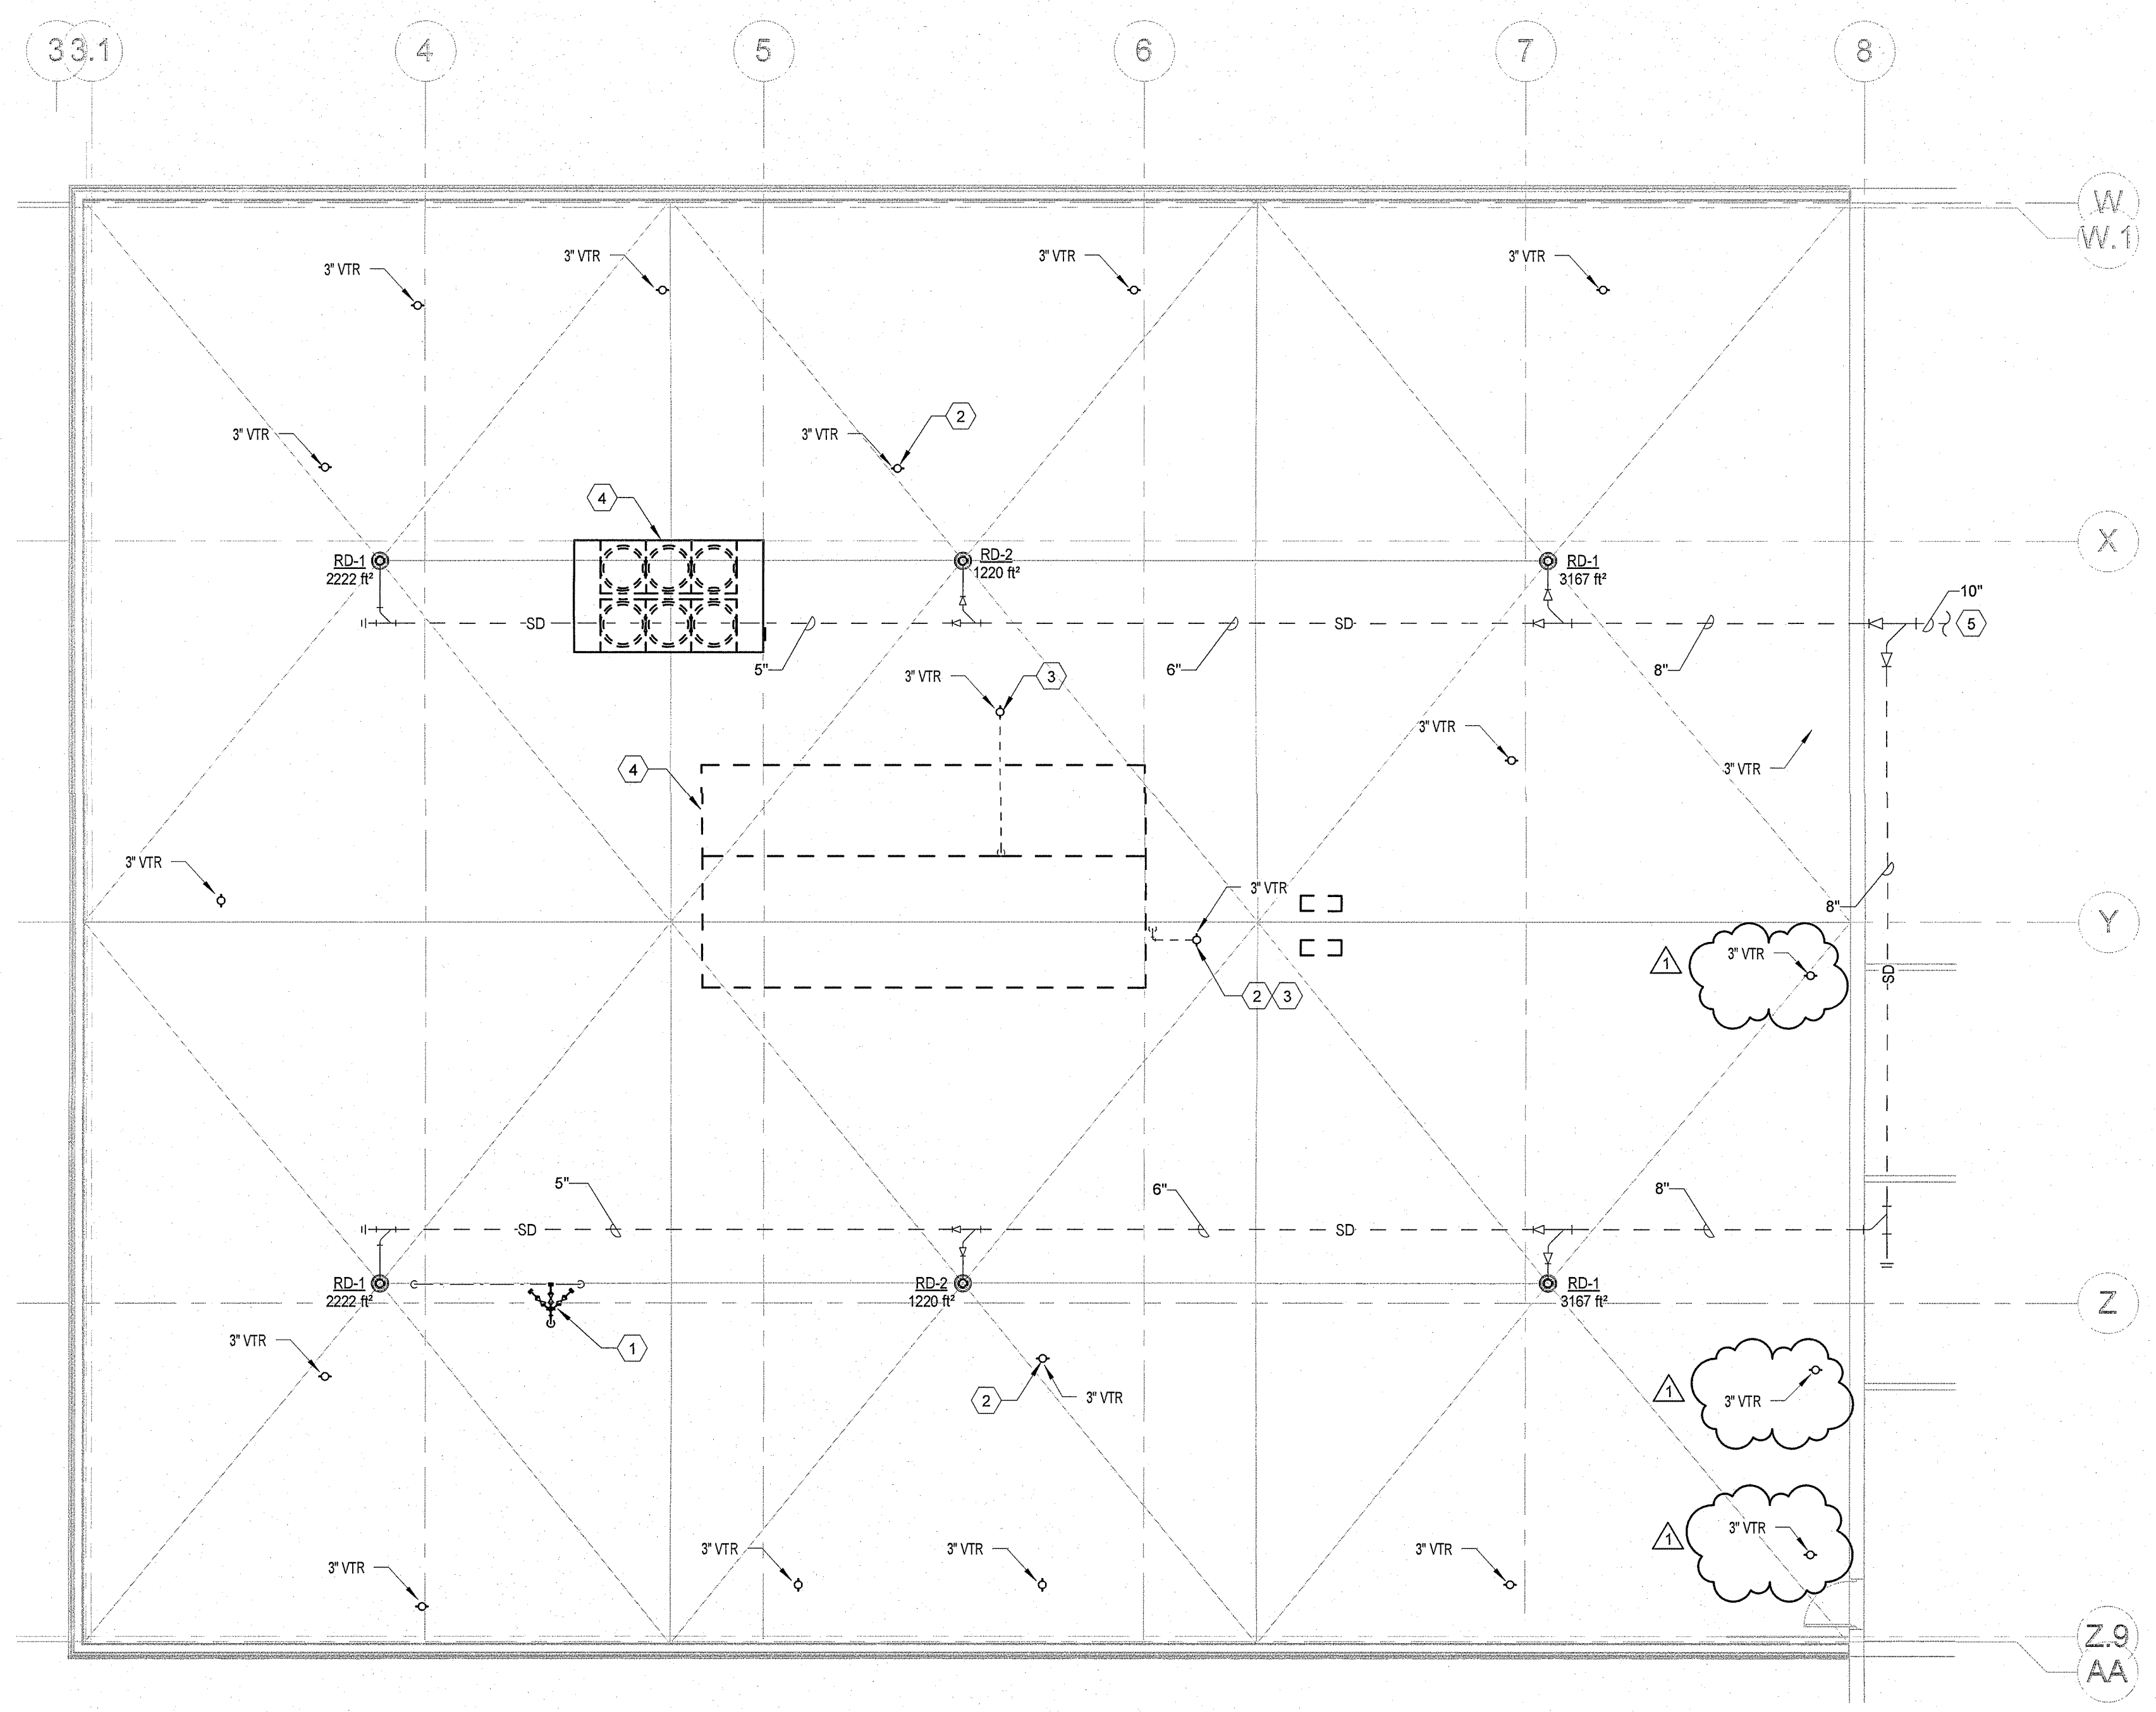 3 3.1 4 5 6 7 8
W
W.1
3" VTR
3" VTR
3" VTR
3" VTR
3" VTR
3" VTR
2
4
X
RD-1
2222 ft²
RD-2
1220 ft²
RD-1
3167 ft²
10"
SD
SD
5
5"
6"
8"
3" VTR
3
3" VTR
3" VTR
4
3" VTR
3" VTR
8"
Y
3" VTR
1
SD
2 3
5"
6"
8"
SD
SD
RD-1
2222 ft²
RD-2
1220 ft²
RD-1
3167 ft²
Z
3" VTR
1
2
3" VTR
1
3" VTR
3" VTR
3" VTR
3" VTR
3" VTR
1
3" VTR
Z.9
AA